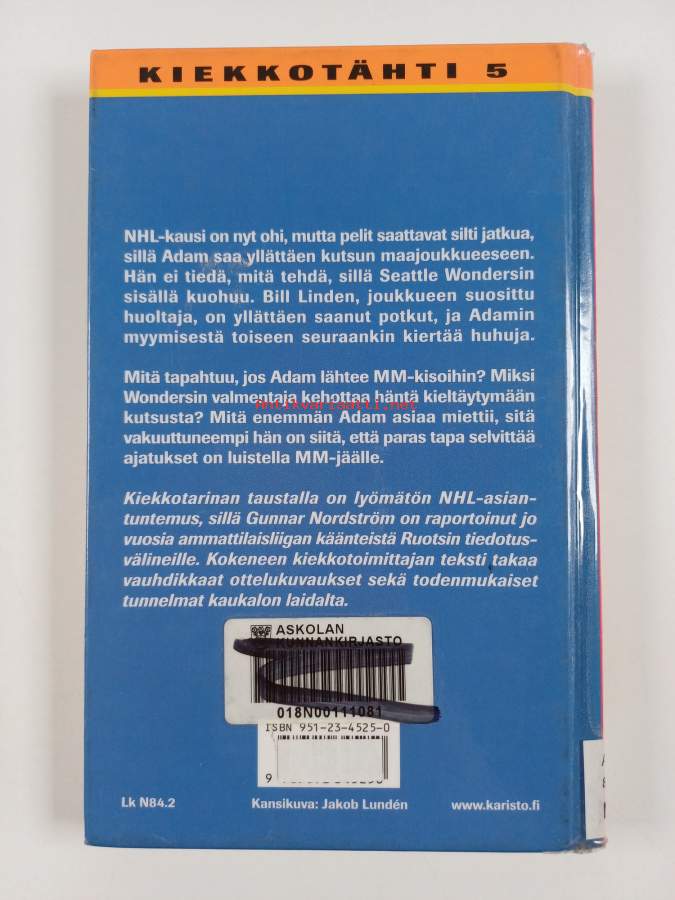 KIEKKOTÄHTI 5
NHL-kausi on nyt ohi, mutta pelit saattavat silti jatkua,
sillä Adam saa yllättäen kutsun maajoukkueeseen.
Hän ei tiedä, mitä tehdä, sillä Seattle Wondersin
sisällä kuohuu. Bill Linden, joukkueen suosittu
huoltaja, on yllättäen saanut potkut, ja Adamin
myymisestä toiseen seuraankin kiertää huhuja.
Mitä tapahtuu, jos Adam lähtee MM-kisoihin? Miksi
Wondersin valmentaja kehottaa häntä kieltäytymään
Antikvarisaatti.net
kutsusta? Mitä enemmän Adam asiaa miettii, sitä
vakuuttuneempi hän on siitä, että paras tapa selvittää
ajatukset on luistella MM-jäälle.
Kiekkotarinan taustalla on lyömätön NHL-asian-
tuntemus, sillä Gunnar Nordström on raportoinut jo
vuosia ammattilaisliigan käänteistä Ruotsin tiedotus-
välineille. Kokeneen kiekkotoimittajan teksti takaa
vauhdikkaat ottelukuvaukset sekä todenmukaiset
tunnelmat kaukalon laidalta.
ASKOLAN
KUNNANKIRJASTO
018N00111081
ISBN 951-23-4525-0
Lk N84.2
Kansikuva: Jakob Lundén
www.karisto.fi